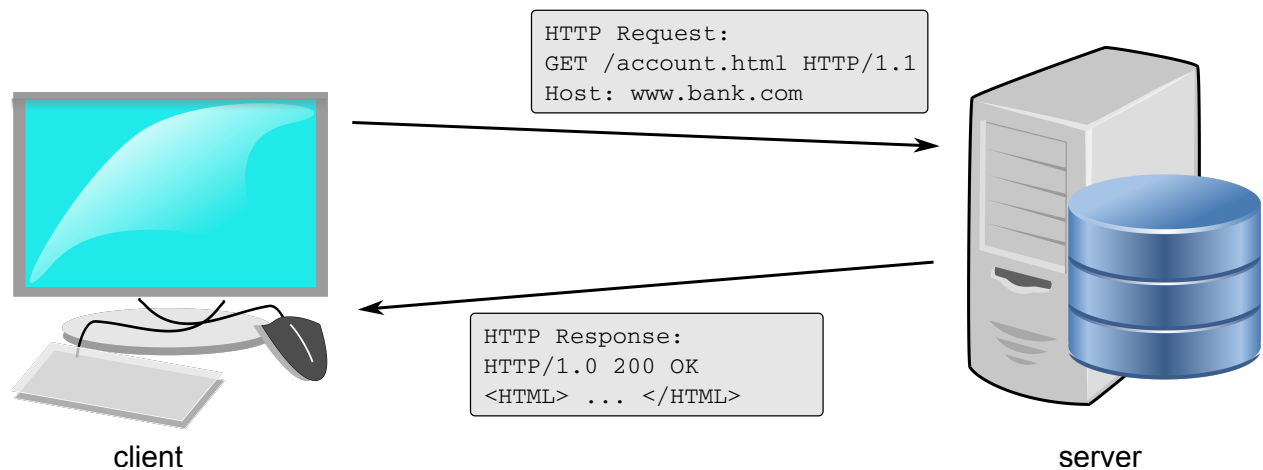 HTTP Request:
GET /account.html HTTP/1.1
Host: www.bank.com
HTTP Response:
HTTP/1.0 200 OK
<HTML> ... </HTML>
client
server